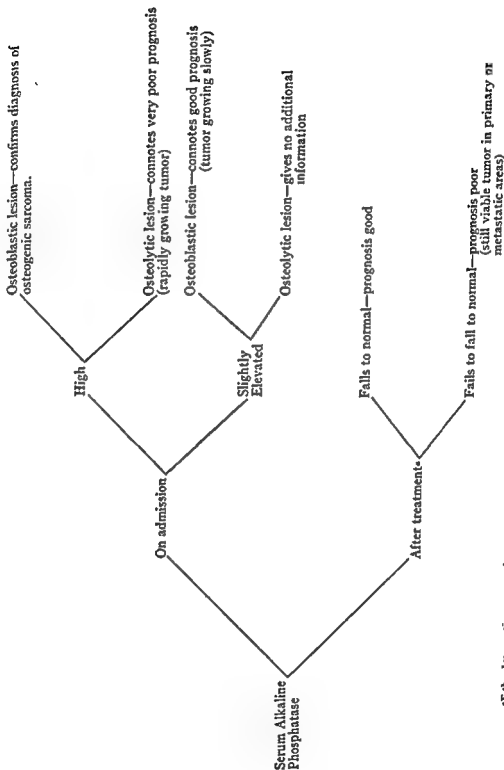 Serum Alkaline
Phosphatase
On admission
High
Osteoblastic lesion—confirms diagnosis of
osteogenic sarcoma.
Osteolytic lesion—connotes very poor prognosis
(rapidly growing tumor)
Slightly
Elevated
Osteoblastic lesion—connotes good prognosis
(tumor growing slowly)
Osteolytic lesion—gives no additional
information
After treatment*
Falls to normal—prognosis good
Fails to fall to normal—prognosis poor
(still viable tumor in primary or
metastatic areas)